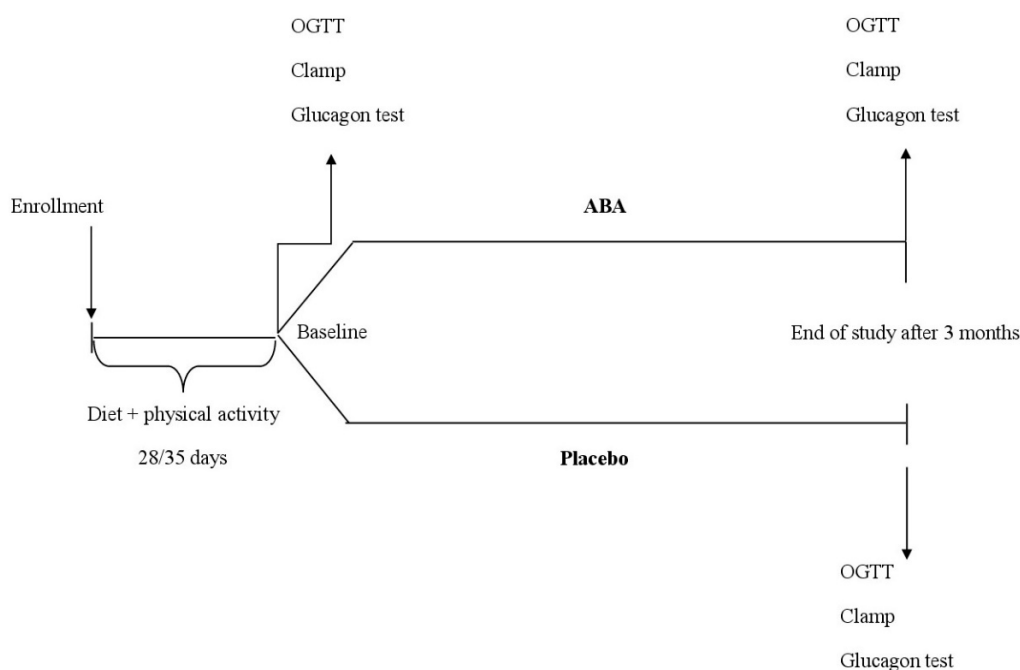 OGTT
Clamp
Glucagon test
OGTT
Clamp
Glucagon test
Enrollment
ABA
Baseline
End of study after 3 months
Diet + physical activity
28/35 days
Placebo
OGTT
Clamp
Glucagon test